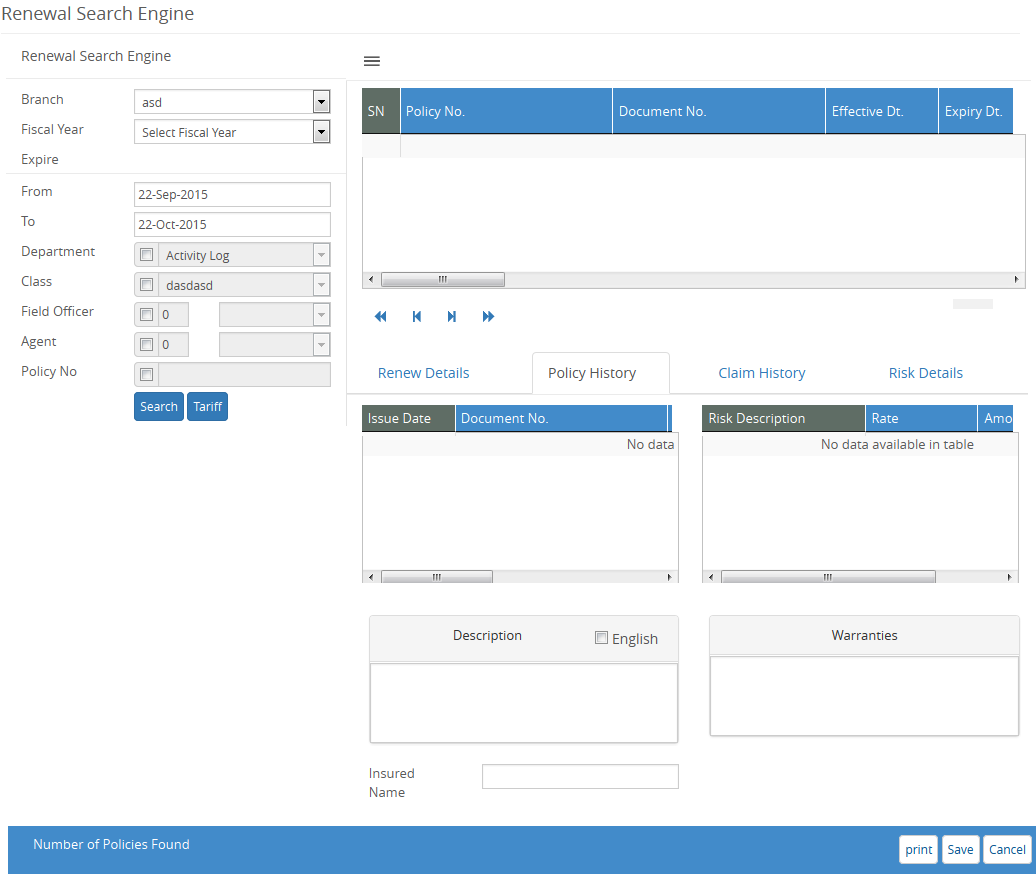 Renewal Search Engine
Renewal Search Engine
Branch asd
Fiscal Year Select Fiscal Year
Expire
From 22-Sep-2015
To 22-Oct-2015
Department Activity Log
Class dasdasd
Field Officer 0
Agent 0
Policy No
Search Tariff
SN Policy No. Document No. Effective Dt. Expiry Dt.
Renew Details Policy History Claim History Risk Details
Issue Date Document No.
No data
Risk Description Rate Amo
No data available in table
Description English
Warranties
Insured
Name
Number of Policies Found print Save Cancel